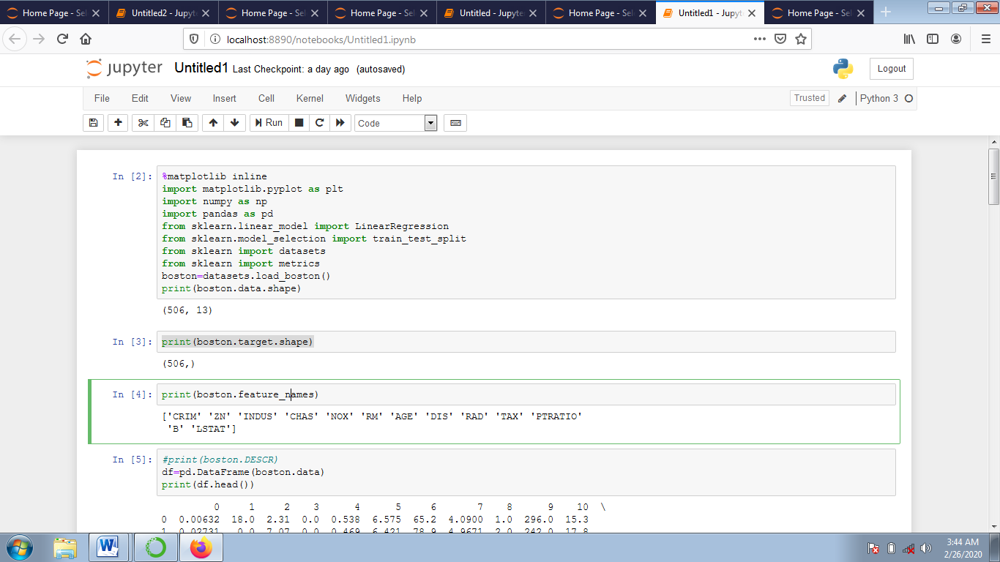 Home Page - Sel
Untitled2 - Jupyt
Home Page - Sel
Home Page - Sel
Untitled - Jupyter
Home Page - Sel
Untitled1 - Jupyt
Home Page - Sel
localhost:8890/notebooks/Untitled1.ipynb
jupyter Untitled1 Last Checkpoint: a day ago (autosaved)
Logout
File Edit View Insert Cell Kernel Widgets Help
Trusted
Python 3
Run
Code
In [2]:
%matplotlib inline
import matplotlib.pyplot as plt
import numpy as np
import pandas as pd
from sklearn.linear_model import LinearRegression
from sklearn.model_selection import train_test_split
from sklearn import datasets
from sklearn import metrics
boston=datasets.load_boston()
print(boston.data.shape)
(506, 13)
In [3]: print(boston.target.shape)
(506,)
In [4]: print(boston.feature_names)
['CRIM' 'ZN' 'INDUS' 'CHAS' 'NOX' 'RM' 'AGE' 'DIS' 'RAD' 'TAX' 'PTRATIO'
'B' 'LSTAT']
In [5]: #print(boston.DESCR)
df=pd.DataFrame(boston.data)
print(df.head())
0 1 2 3 4 5 6 7 8 9 10 \
0 0.00632 18.0 2.31 0.0 0.538 6.575 65.2 4.0900 1.0 296.0 15.3
1 0.02731 0.0 7.07 0.0 0.469 6.421 78.9 4.9671 2.0 242.0 17.8
3:44 AM
2/26/2020